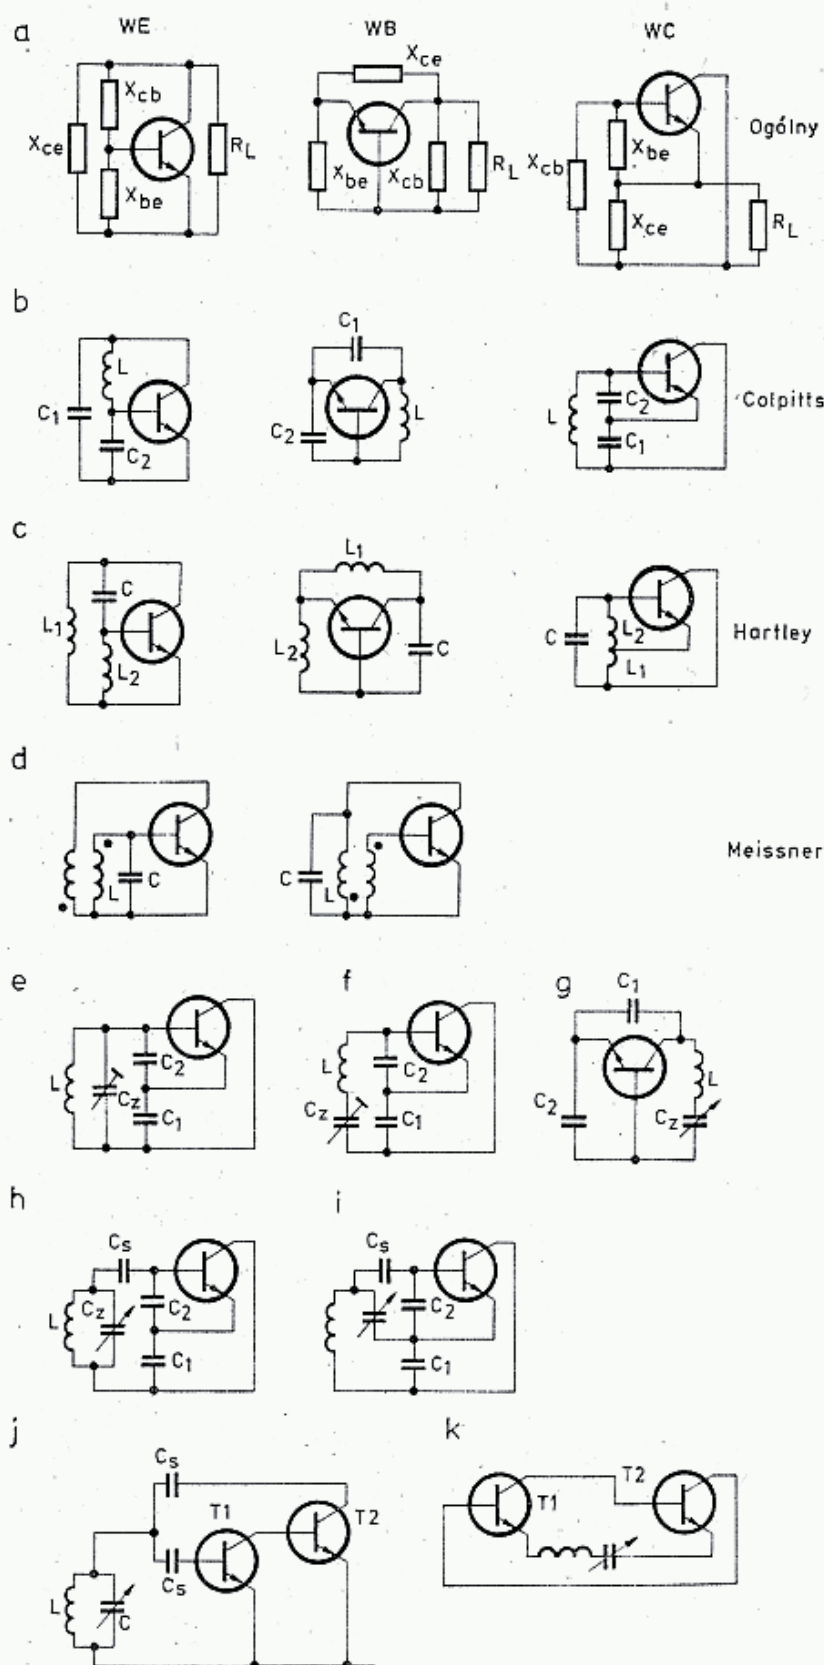 a WE WB WC
Xce Xcb Xbe RL
Xce Xbe Xcb RL
Xcb Xbe Xce RL
Ogólny
b
C1 L C2
C1 C2 L
L C2 C1
Colpitts
c
L1 C L2
L1 L2 C
C L2 L1
Hartley
d
L C
C L
Meissner
e f g
L Cz C2 C1
L Cz C2 C1
C1 C2 L Cz
h i
Cs L Cz C2 C1
Cs C2 C1
j k
Cs T1 T2 Cs L C
T1 T2